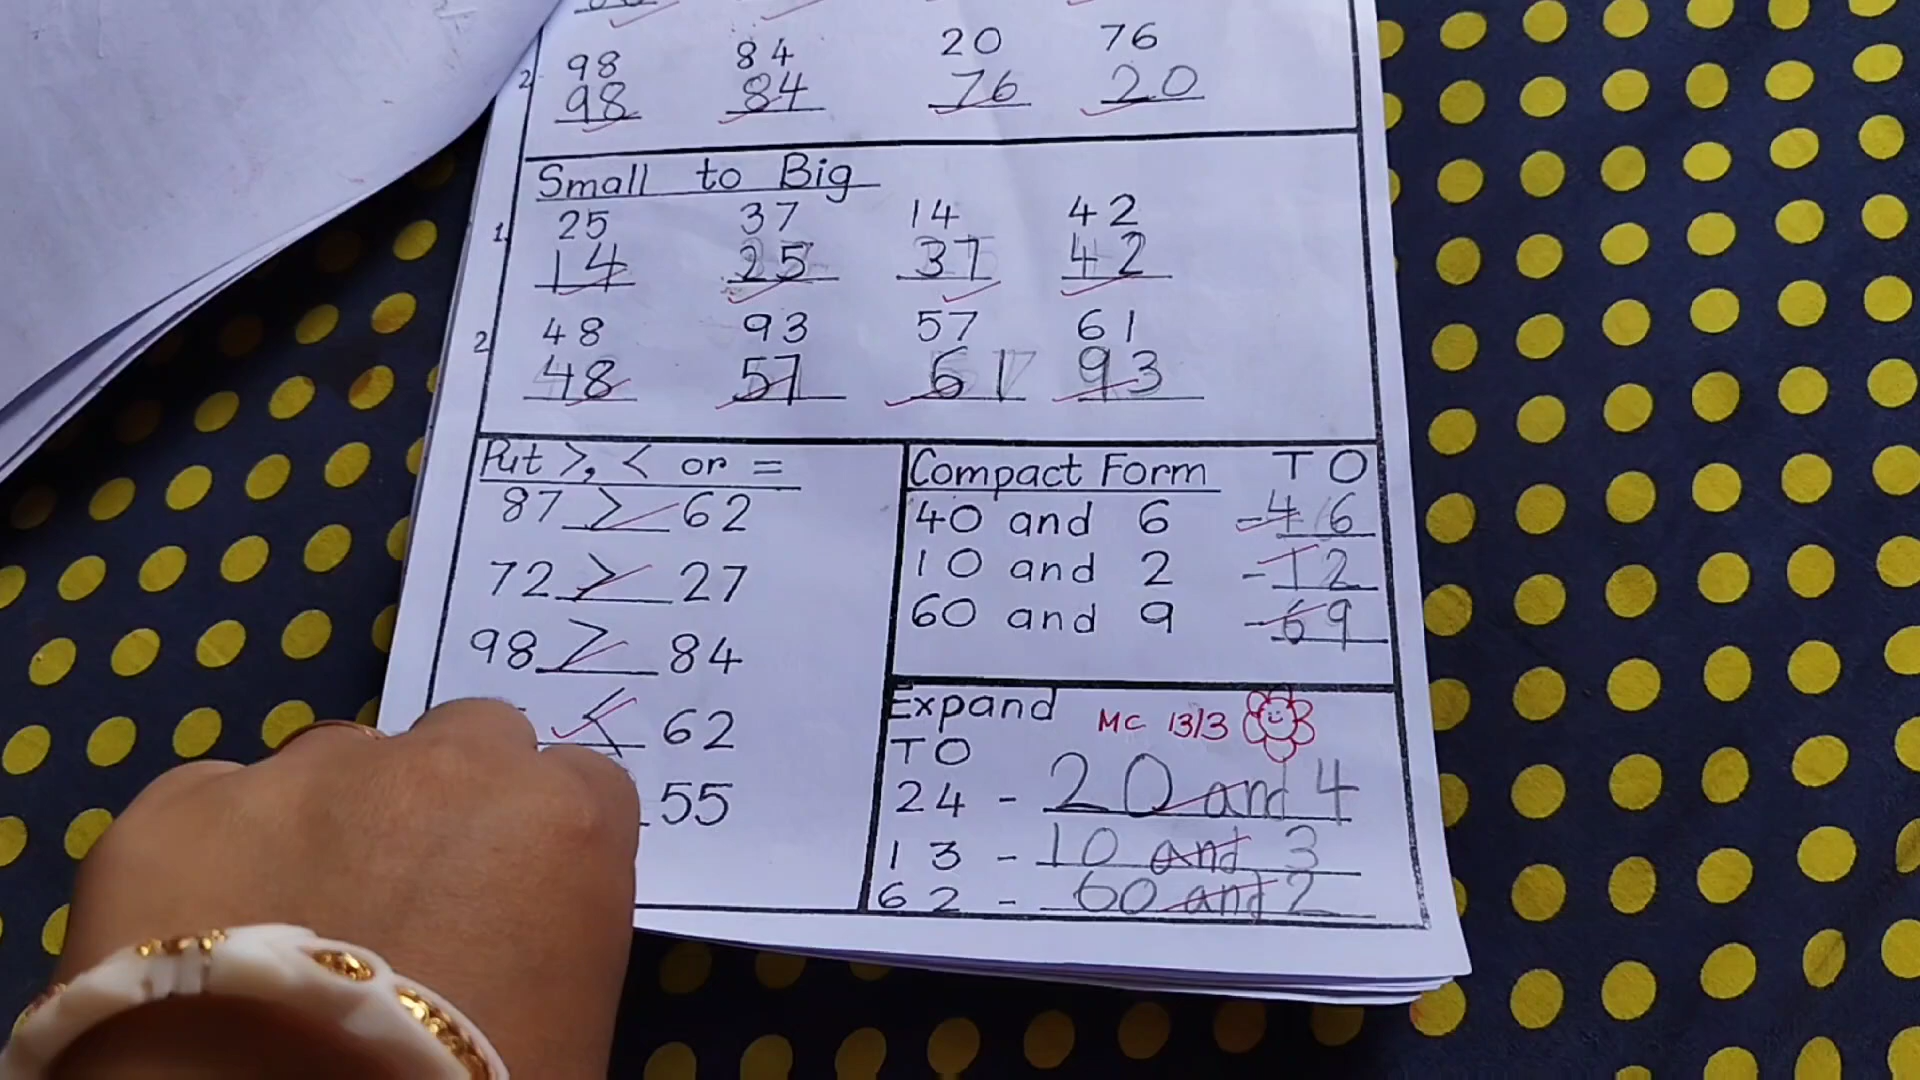 2 98 84 20 76
98 84 76 20
Small to Big
1. 25 37 14 42
14 25 37 42
2 48 93 57 61
48 57 61 93
Put >, < or =
87 > 62
72 > 27
98 > 84
< 62
55
Compact Form T O
40 and 6 - 46
10 and 2 - 12
60 and 9 - 69
Expand
MC 13/3
T O
24 - 20 and 4
13 - 10 and 3
62 - 60 and 2